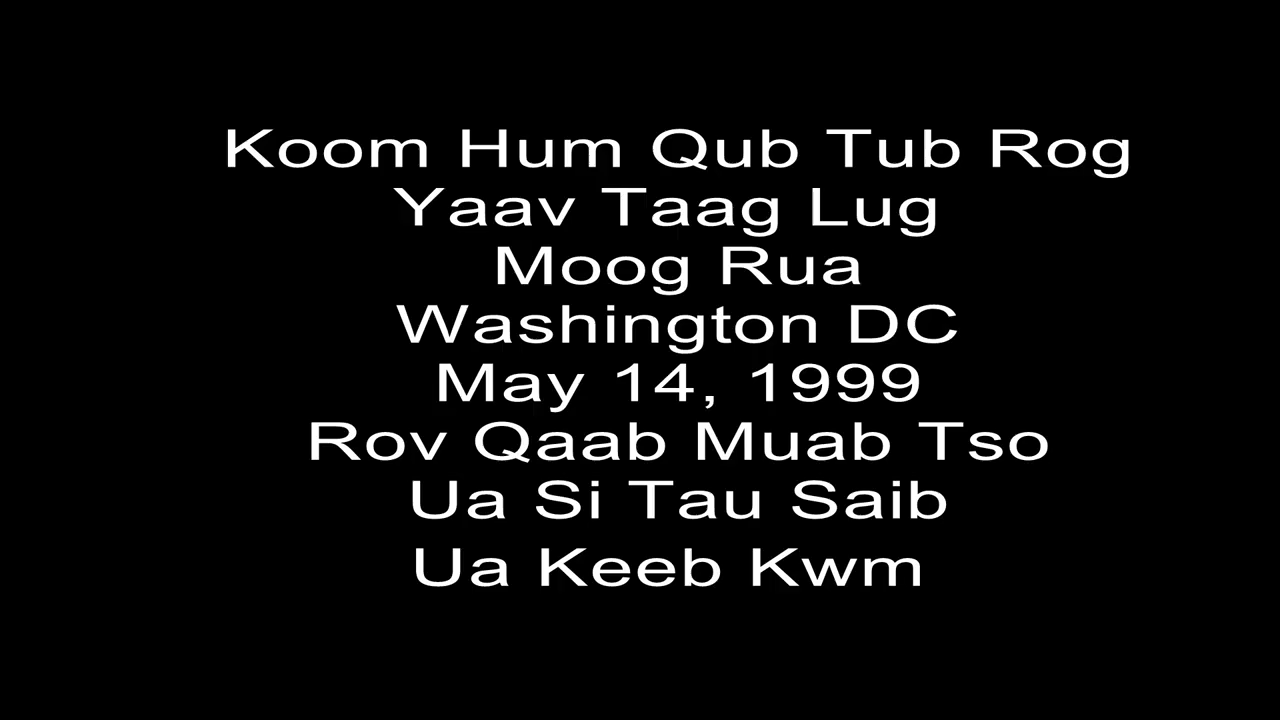 Koom Hum Qub Tub Rog
Yaav Taag Lug
Moog Rua
Washington DC
May 14, 1999
Rov Qaab Muab Tso
Ua Si Tau Saib
Ua Keeb Kwm